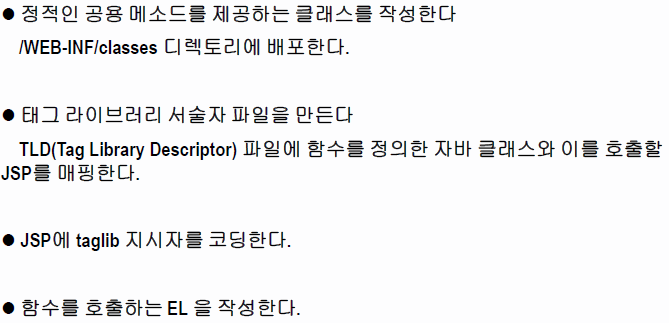 ● 정적인 공용 메소드를 제공하는 클래스를 작성한다
/WEB-INF/classes 디렉토리에 배포한다.
● 태그 라이브러리 서술자 파일을 만든다
TLD(Tag Library Descriptor) 파일에 함수를 정의한 자바 클래스와 이를 호출할
JSP를 매핑한다.
● JSP에 taglib 지시자를 코딩한다.
● 함수를 호출하는 EL 을 작성한다.